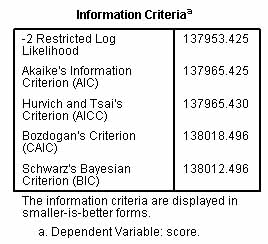 Information Criteriaa
-2 Restricted Log
Likelihood
137953.425
Akaike's Information
Criterion (AIC)
137965.425
Hurvich and Tsai's
Criterion (AICC)
137965.430
Bozdogan's Criterion
(CAIC)
138018.496
Schwarz's Bayesian
Criterion (BIC)
138012.496
The information criteria are displayed in
smaller-is-better forms.
a. Dependent Variable: score.